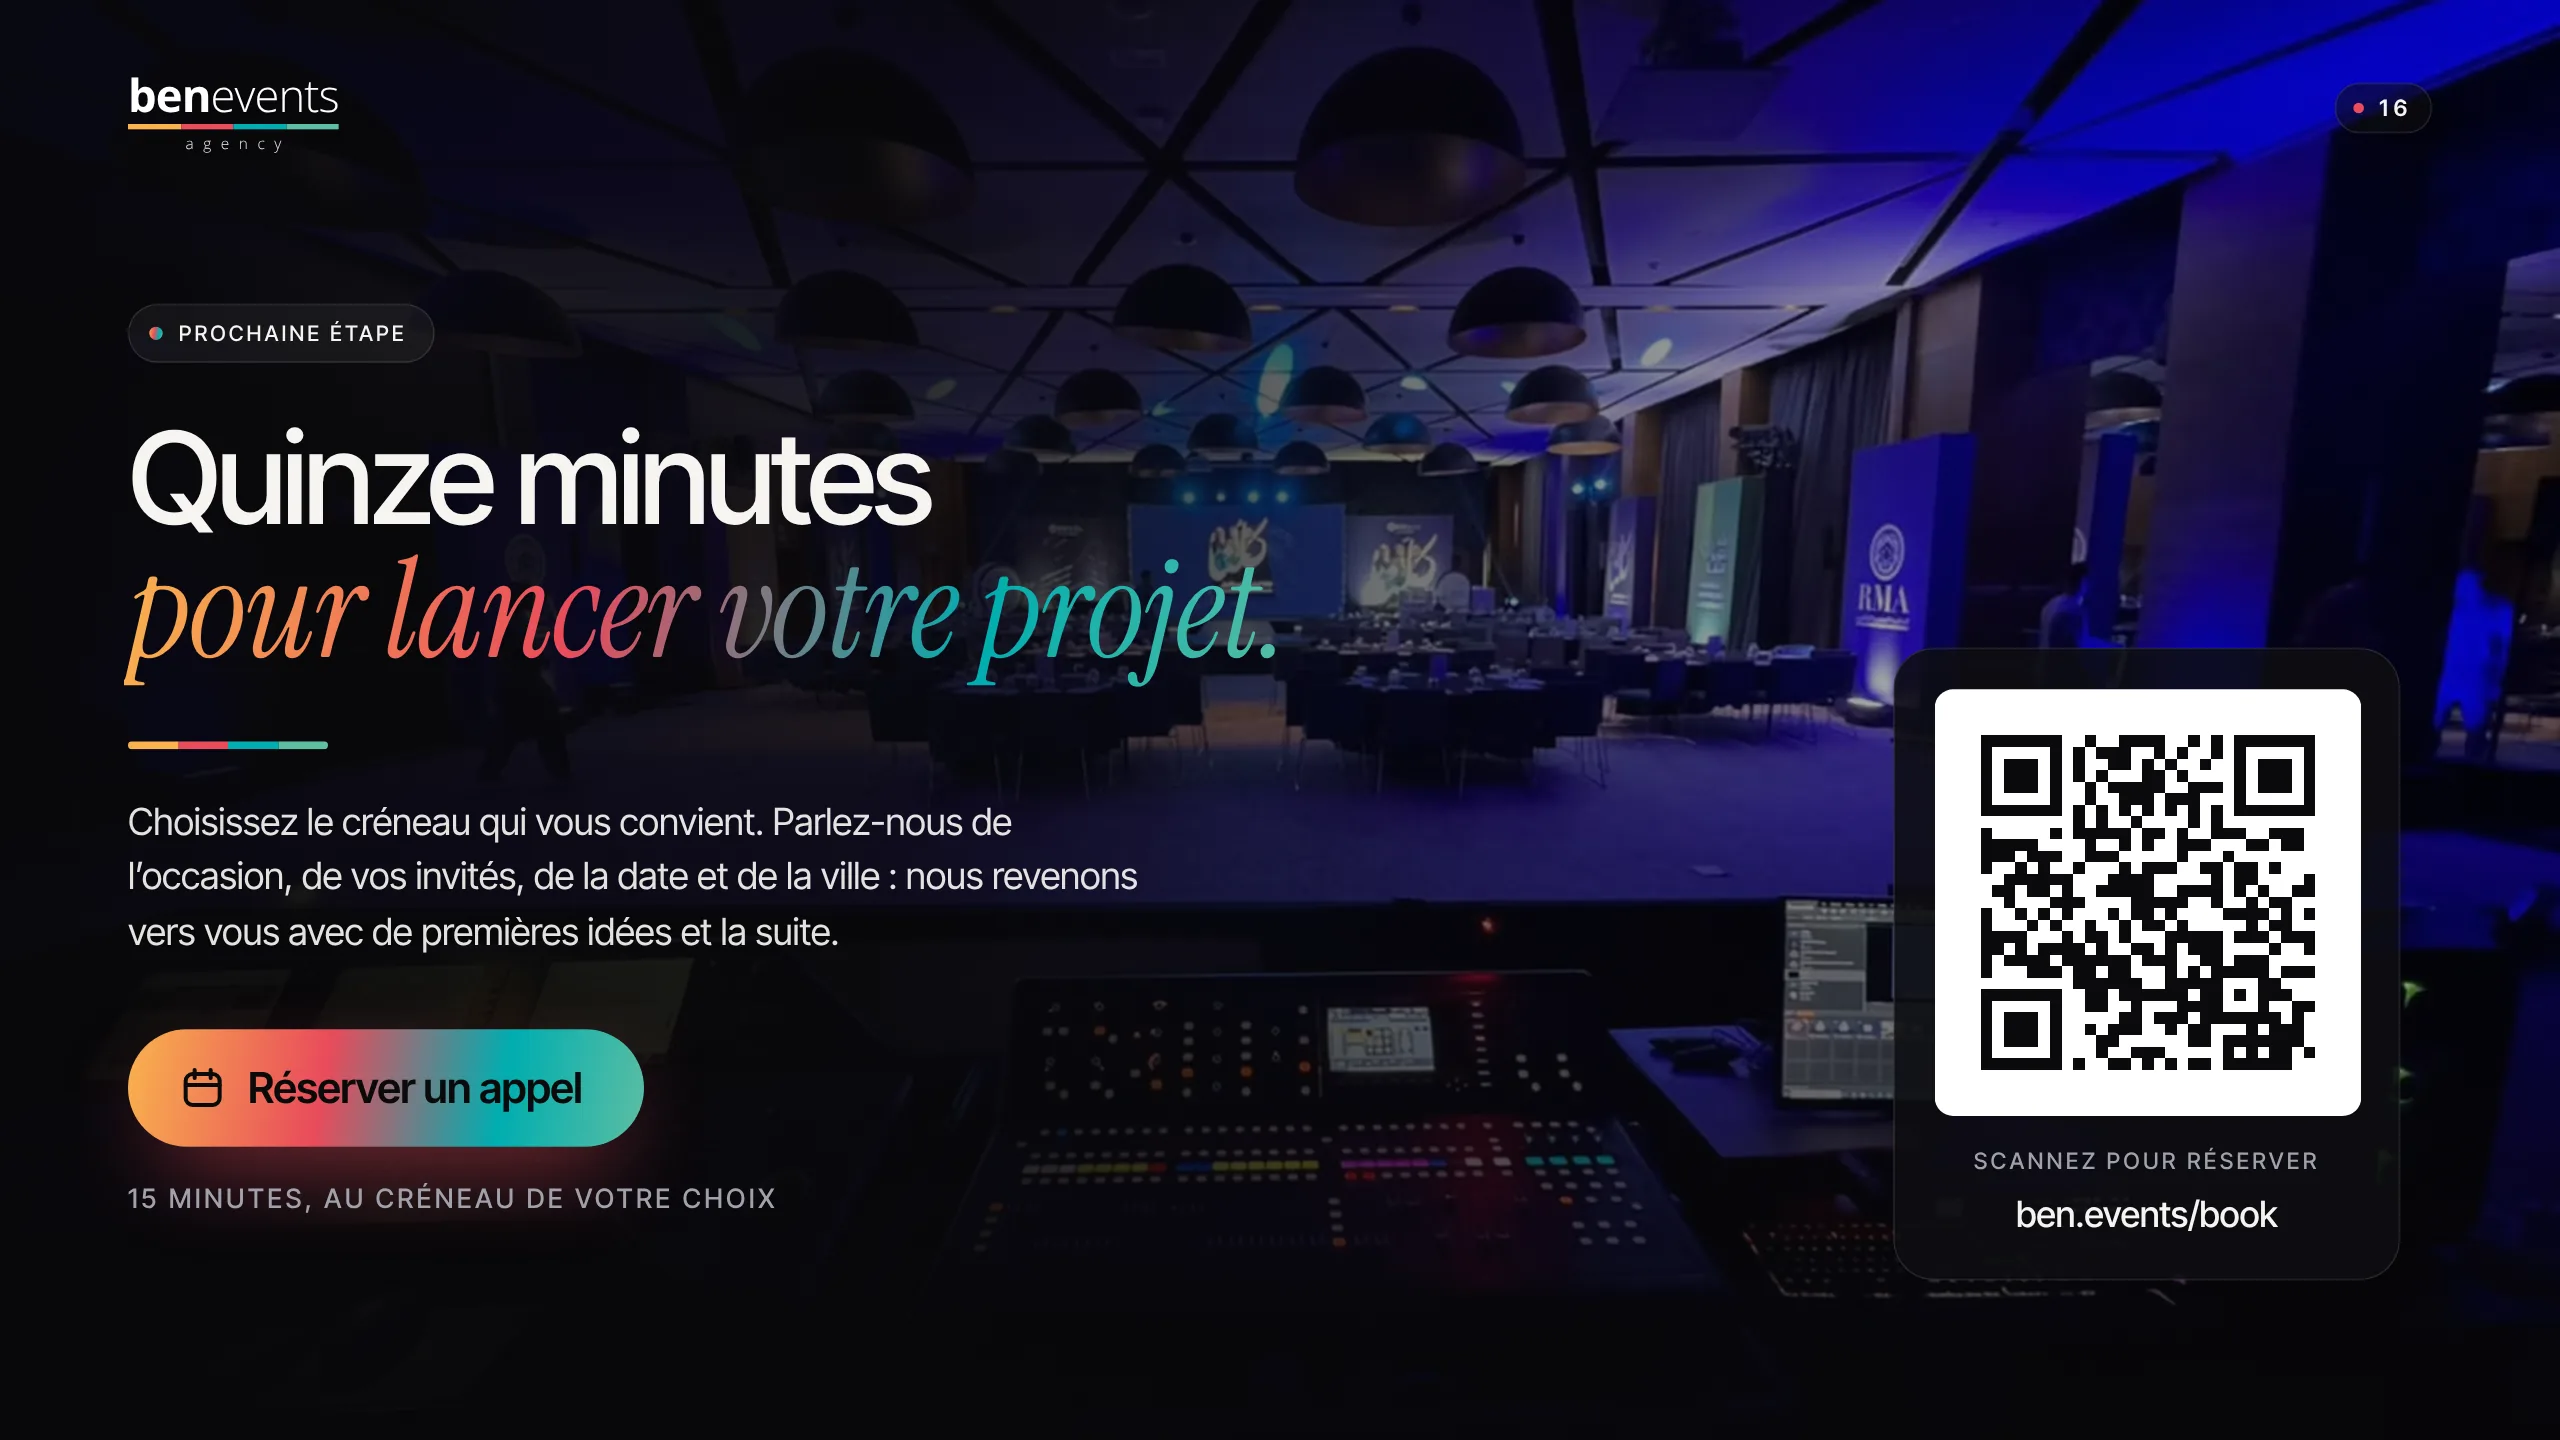 benevents
agency
16
PROCHAINE ÉTAPE
Quinze minutes
pour lancer votre projet.
RMA
Choisissez le créneau qui vous convient. Parlez-nous de
l’occasion, de vos invités, de la date et de la ville : nous revenons
vers vous avec de premières idées et la suite.
Réserver un appel
15 MINUTES, AU CRÉNEAU DE VOTRE CHOIX
SCANNEZ POUR RÉSERVER
ben.events/book